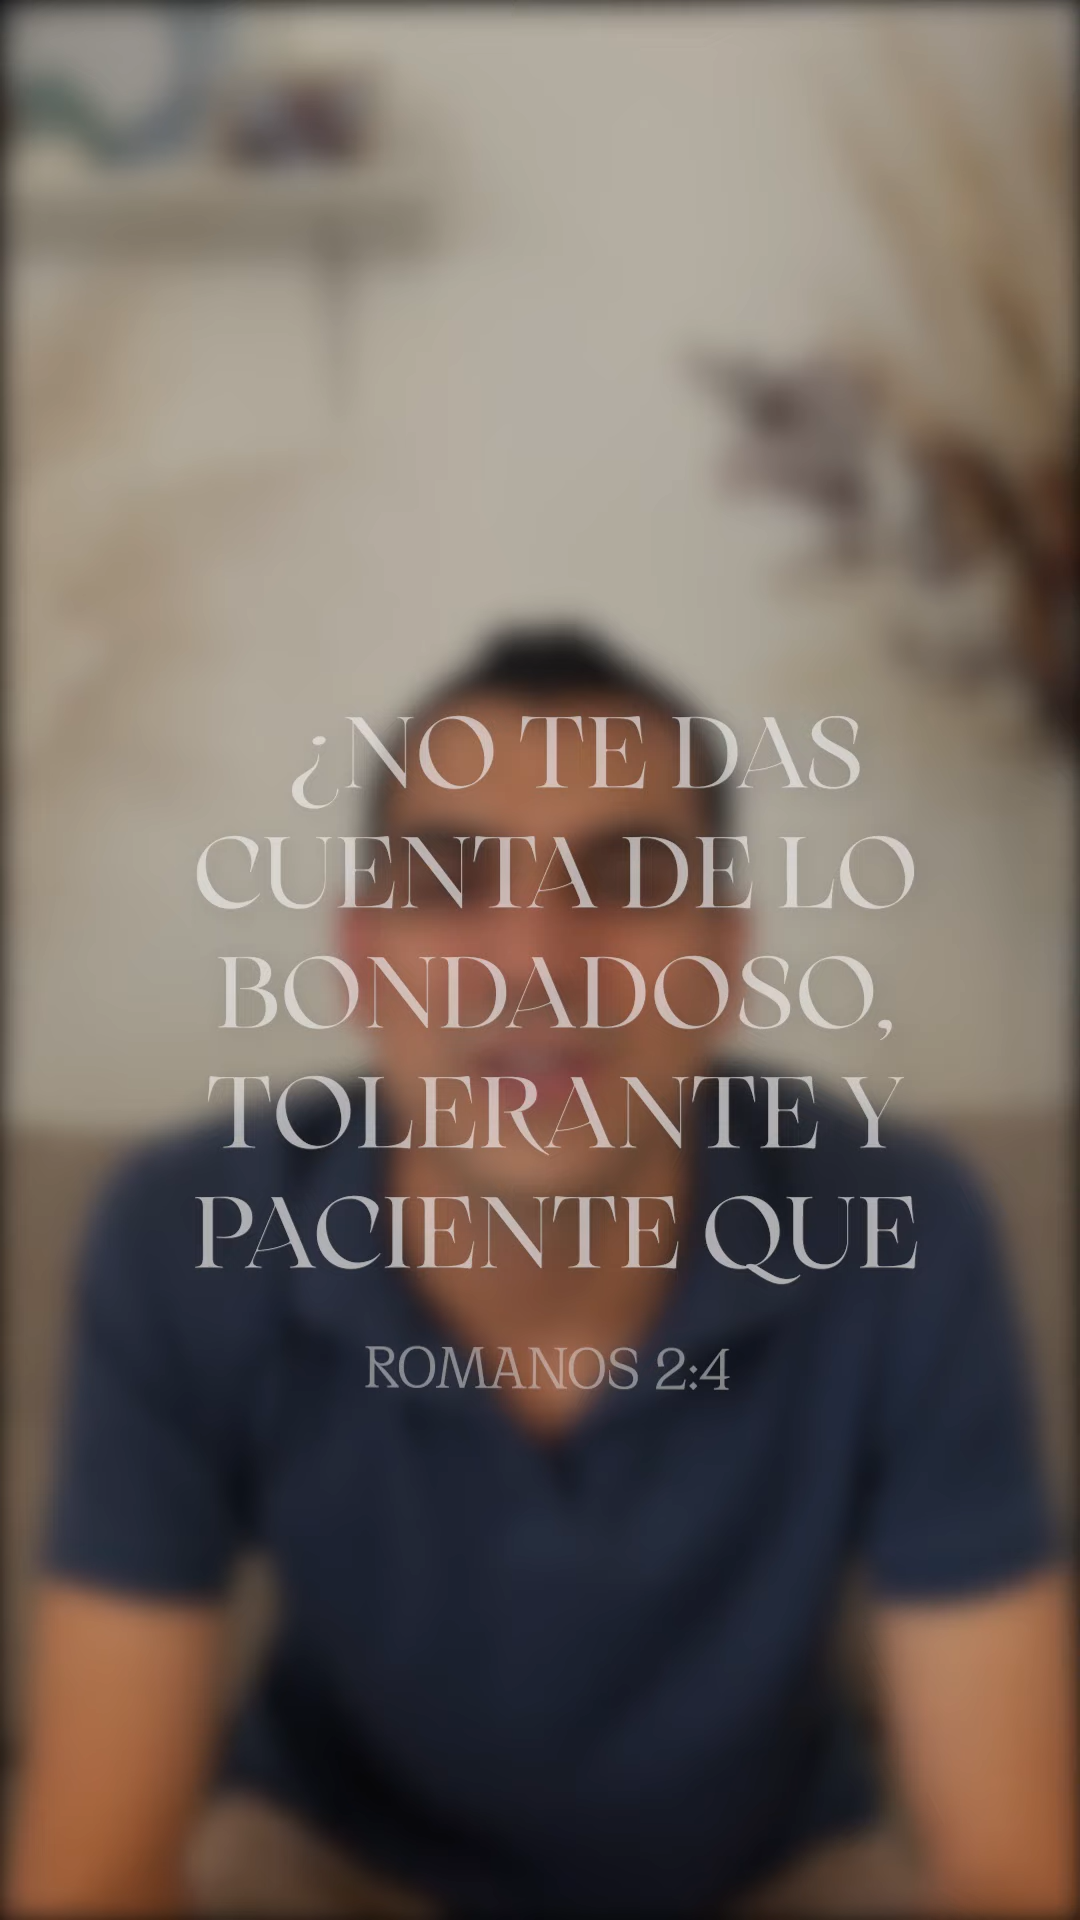 ¿NO TE DAS
CUENTA DE LO
BONDADOSO,
TOLERANTE Y
PACIENTE QUE
ROMANOS 2:4